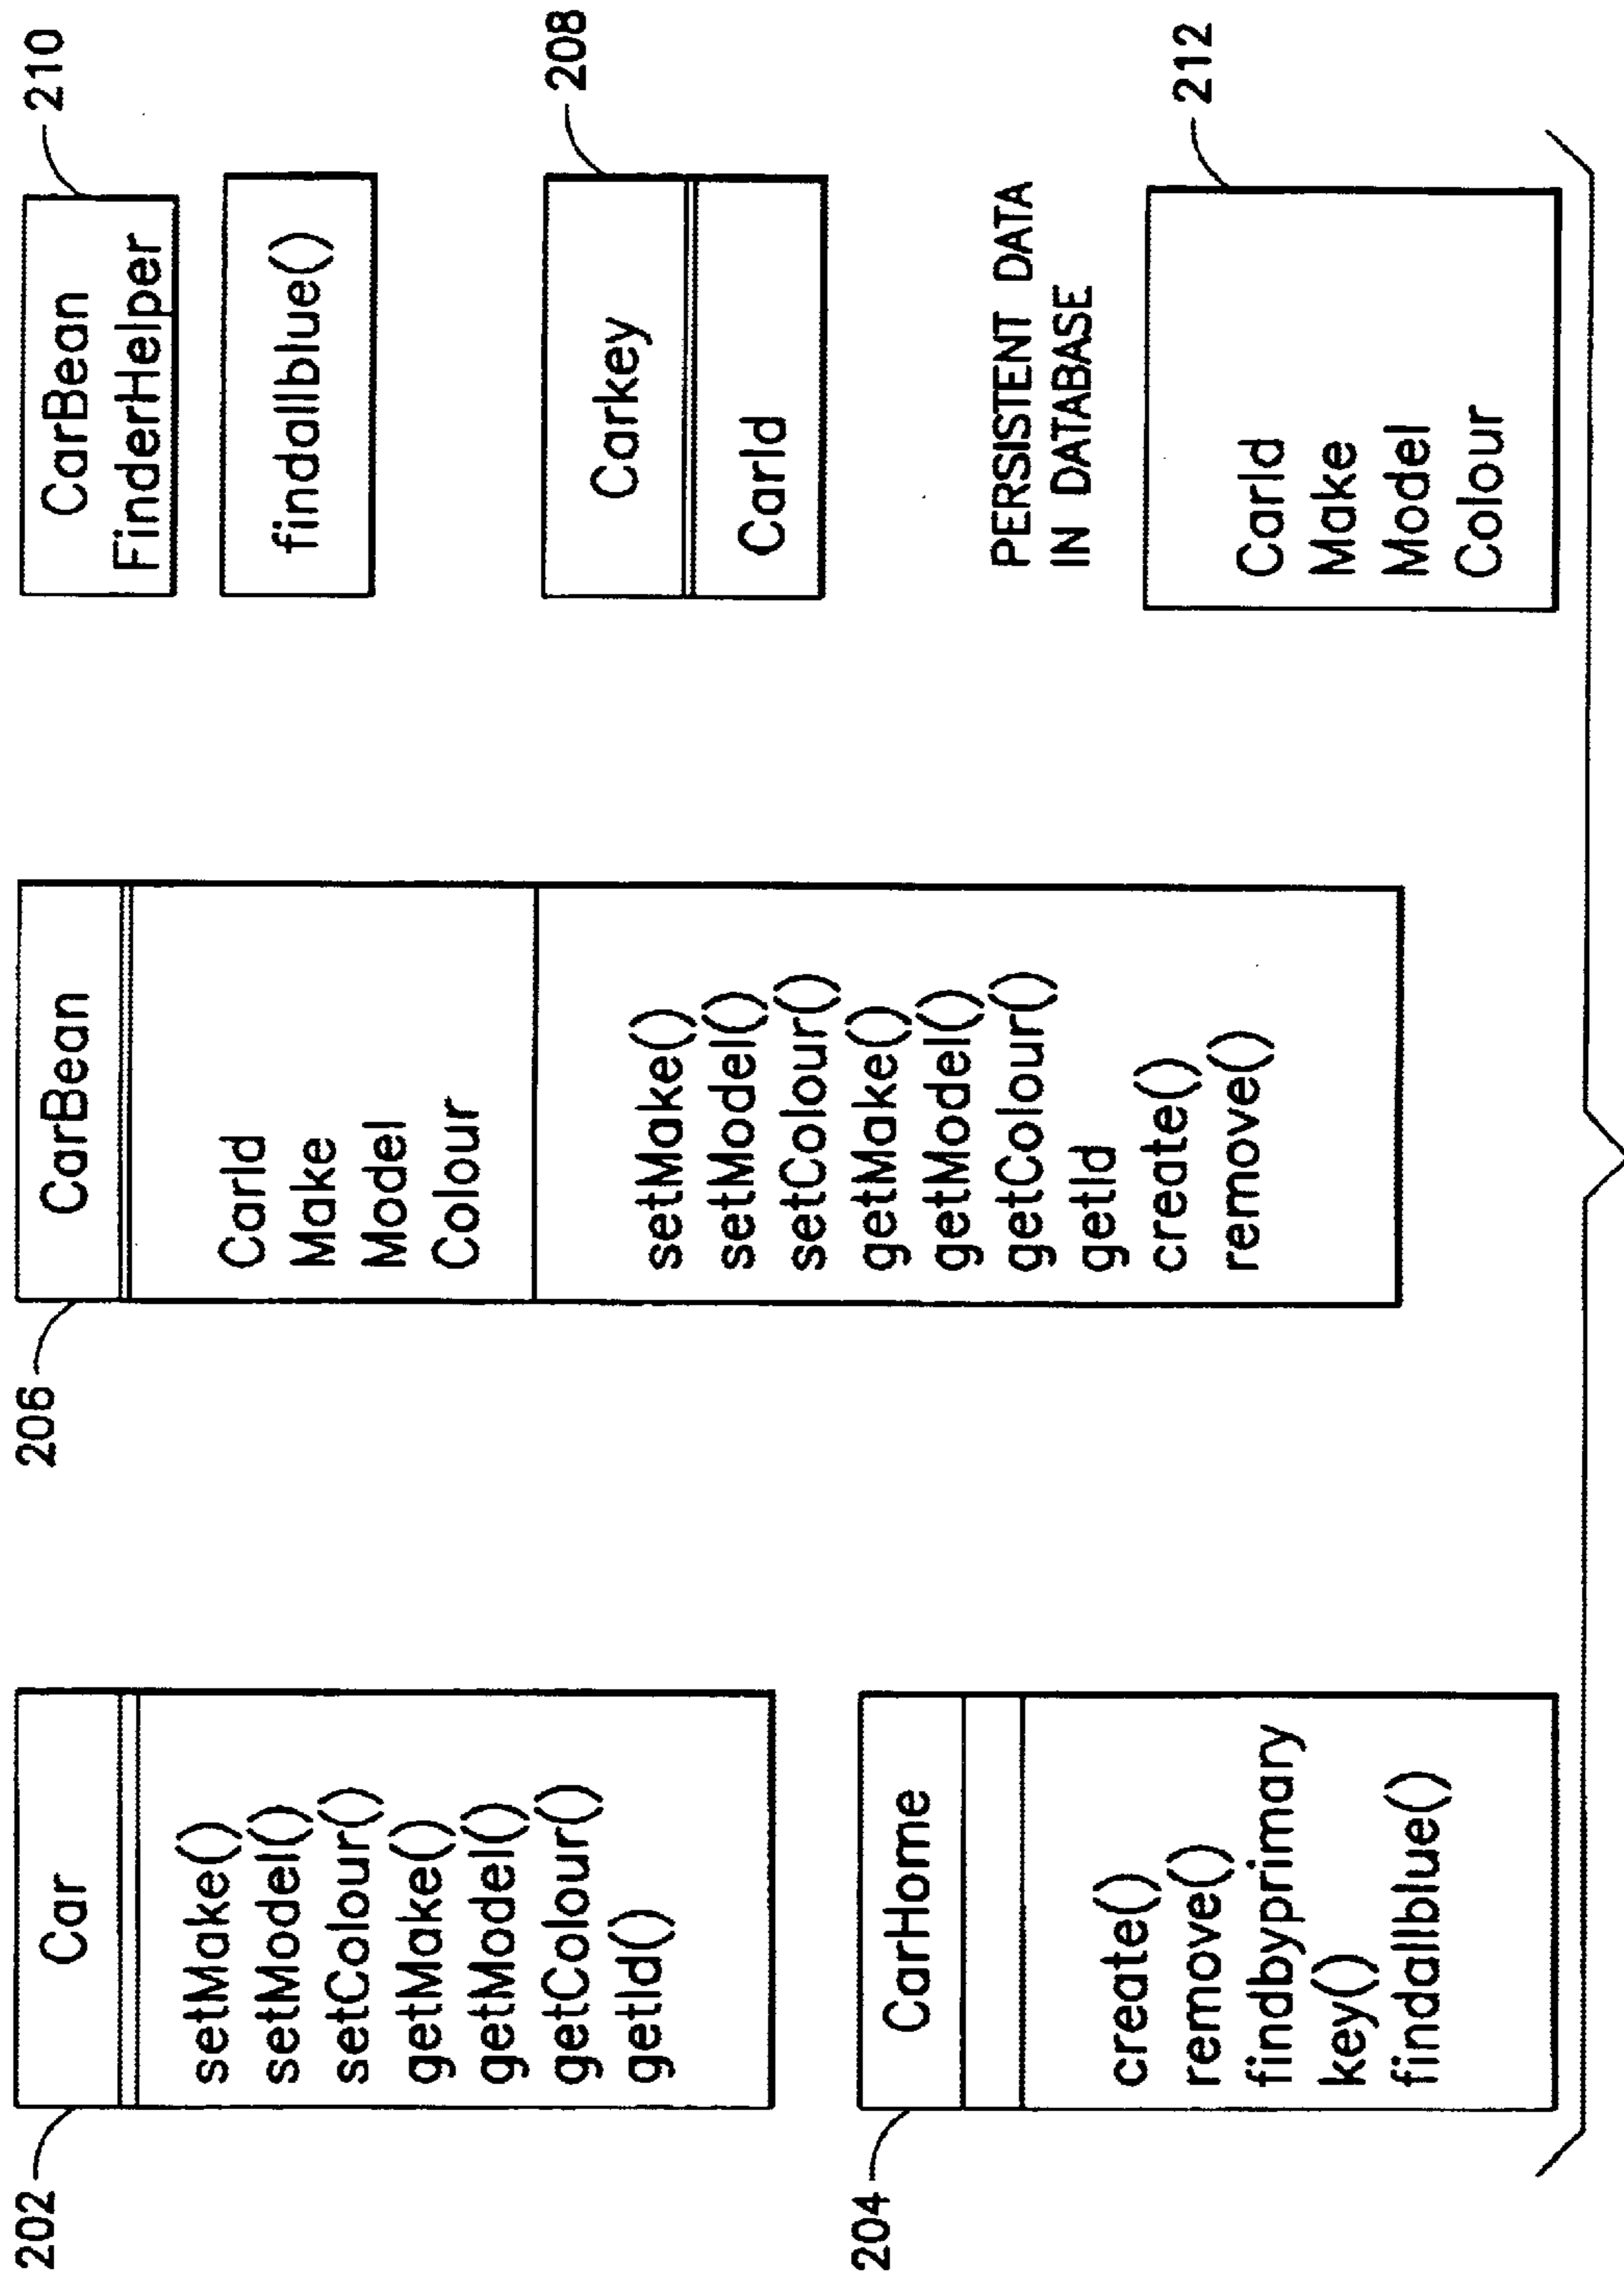 202
Car
setMake()
setModel()
setColour()
getMake()
getModel()
getColour()
getId()
204
CarHome
create()
remove()
findbyprimary
key()
findallblue()
206
CarBean
CarId
Make
Model
Colour
setMake()
setModel()
setColour()
getMake()
getModel()
getColour()
getId
create()
remove()
210
CarBean
FinderHelper
findallblue()
208
Carkey
CarId
PERSISTENT DATA
IN DATABASE
212
CarId
Make
Model
Colour